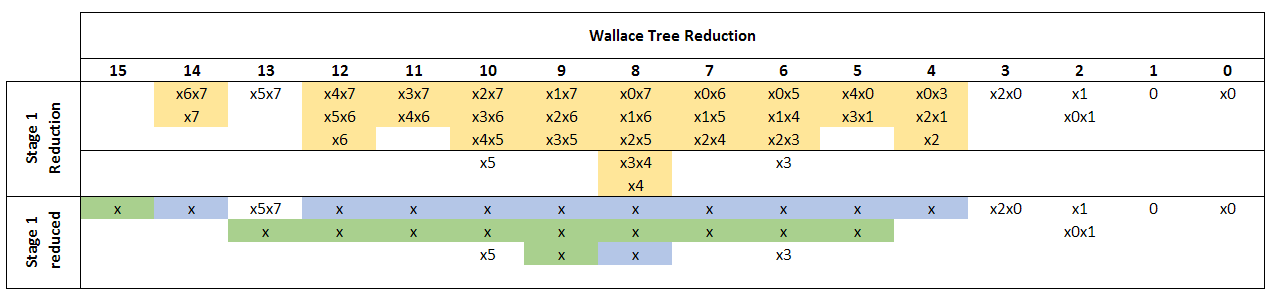 Wallace Tree Reduction
15 14 13 12 11 10 9 8 7 6 5 4 3 2 1 0
Stage 1 Reduction
x6x7 x5x7 x4x7 x3x7 x2x7 x1x7 x0x7 x0x6 x0x5 x4x0 x0x3 x2x0 x1 0 x0
x7 x5x6 x4x6 x3x6 x2x6 x1x6 x1x5 x1x4 x3x1 x2x1 x0x1
x6 x4x5 x3x5 x2x5 x2x4 x2x3 x2
x5 x3x4 x3
x4
Stage 1 reduced
x x x5x7 x x x x x x x x x x2x0 x1 0 x0
x x x x x x x x x x0x1
x5 x x x3